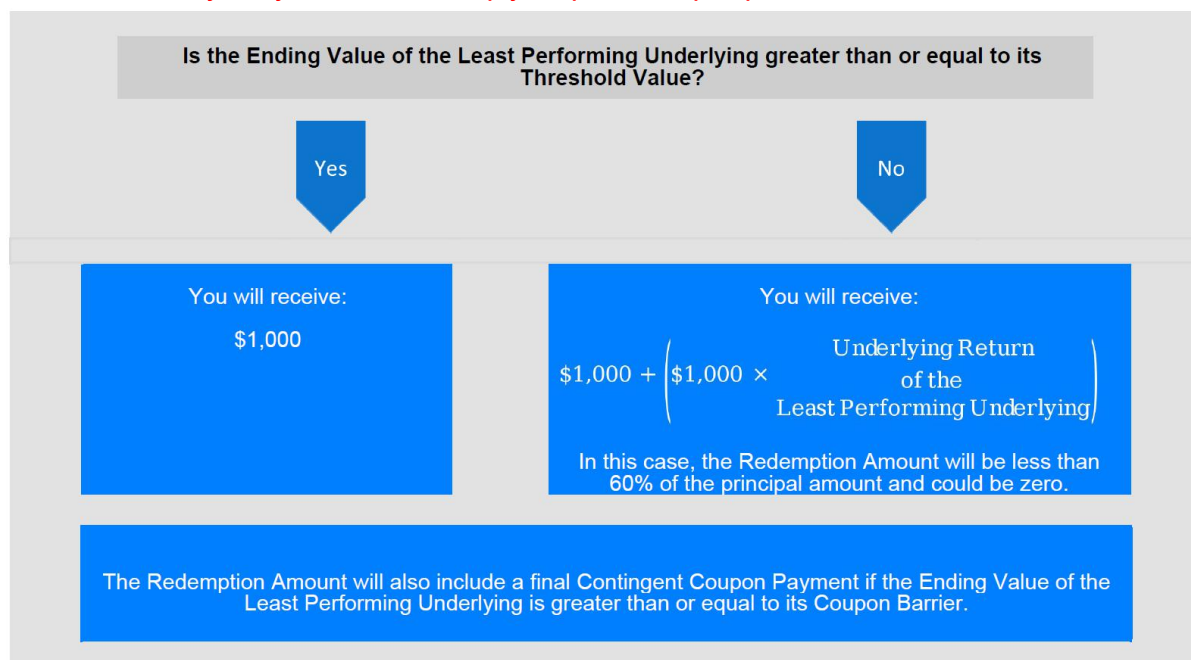 Is the Ending Value of the Least Performing Underlying greater than or equal to its
Threshold Value?
Yes
No
You will receive:
$1,000
You will receive:
$1,000 + ($1,000 × Underlying Return
of the
Least Performing Underlying)
In this case, the Redemption Amount will be less than
60% of the principal amount and could be zero.
The Redemption Amount will also include a final Contingent Coupon Payment if the Ending Value of the
Least Performing Underlying is greater than or equal to its Coupon Barrier.